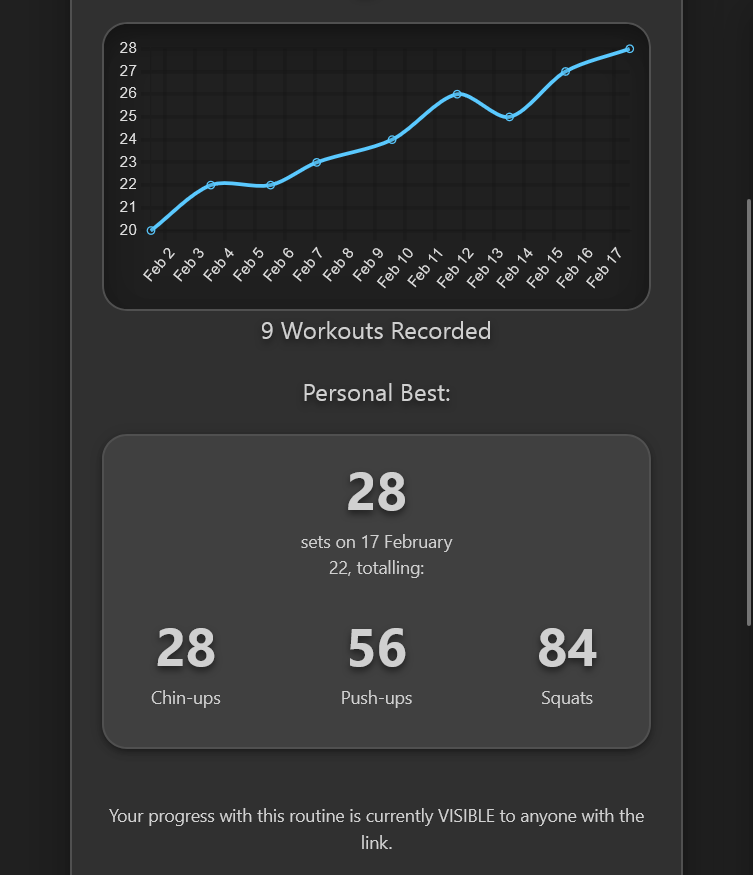 28
27
26
25
24
23
22
21
20
Feb 2
Feb 3
Feb 4
Feb 5
Feb 6
Feb 7
Feb 8
Feb 9
Feb 10
Feb 11
Feb 12
Feb 13
Feb 14
Feb 15
Feb 16
Feb 17
9 Workouts Recorded
Personal Best:
28
sets on 17 February
22, totalling:
28 56 84
Chin-ups Push-ups Squats
Your progress with this routine is currently VISIBLE to anyone with the
link.